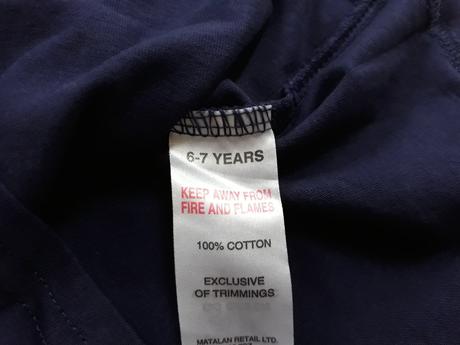 6-7 YEARS
KEEP AWAY FROM
FIRE AND FLAMES
100% COTTON
EXCLUSIVE
OF TRIMMINGS
MATALAN RETAIL LTD.